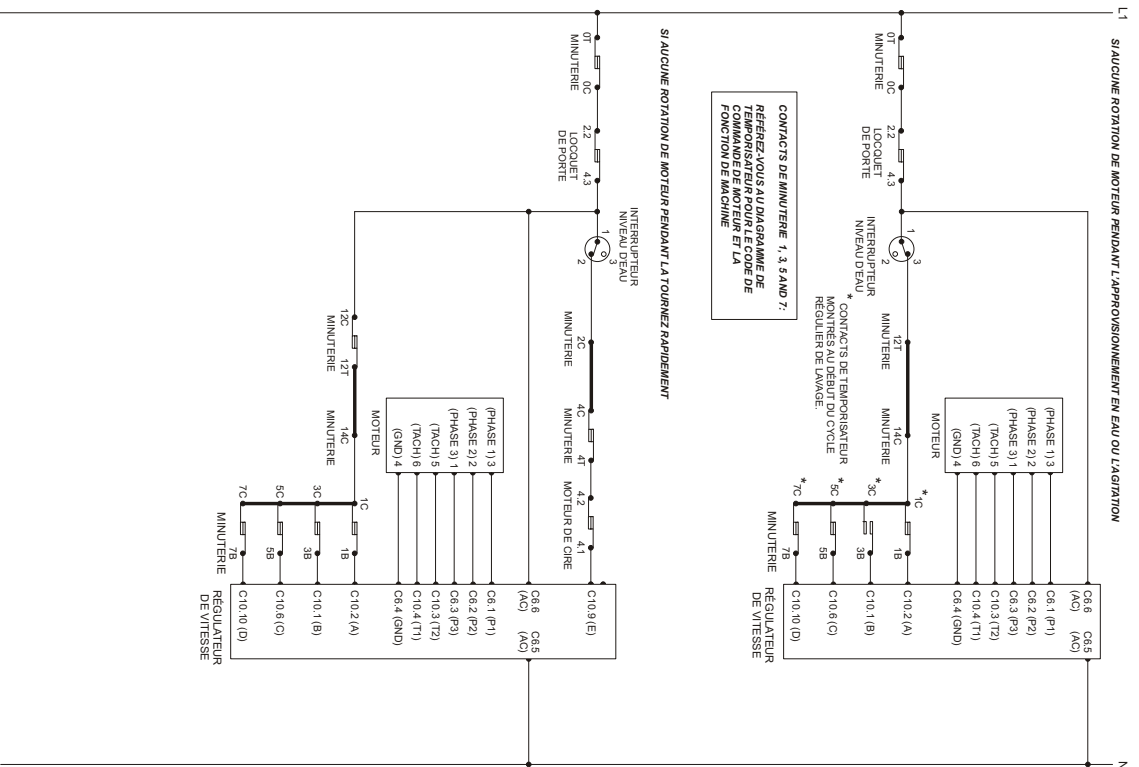 L1
N
SI AUCUNE ROTATION DE MOTEUR PENDANT L'APPROVISIONNEMENT EN EAU OU L'AGITATION
0T
0C
MINUTERIE
2.2
4.3
LOCQUET
DE PORTE
1
3
2
INTERRUPTEUR
NIVEAU D'EAU
12T
14C
MINUTERIE
MINUTERIE
* CONTACTS DE TEMPORISATEUR
MONTRÉS AU DÉBUT DU CYCLE
RÉGULIER DE LAVAGE.
(PHASE 1) 3
(PHASE 2) 2
(PHASE 3) 1
(TACH) 5
(TACH) 6
(GND) 4
MOTEUR
* 1C
* 3C
* 5C
* 7C
1B
3B
5B
7B
MINUTERIE
C6.6
(AC)
C6.5
(AC)
C6.1 (P1)
C6.2 (P2)
C6.3 (P3)
C10.3 (T2)
C10.4 (T1)
C6.4 (GND)
C10.2 (A)
C10.1 (B)
C10.6 (C)
C10.10 (D)
RÉGULATEUR
DE VITESSE
CONTACTS DE MINUTERIE 1, 3, 5 AND 7:
RÉFÉREZ-VOUS AU DIAGRAMME DE
TEMPORISATEUR POUR LE CODE DE
COMMANDE DE MOTEUR ET LA
FONCTION DE MACHINE
SI AUCUNE ROTATION DE MOTEUR PENDANT LA TOURNEZ RAPIDEMENT
0T
0C
MINUTERIE
2.2
4.3
LOCQUET
DE PORTE
1
3
2
INTERRUPTEUR
NIVEAU D'EAU
2C
4C
4T
4.2
4.1
MINUTERIE
MINUTERIE
MOTEUR DE CIRE
C10.9 (E)
C6.6
(AC)
C6.5
(AC)
(PHASE 1) 3
(PHASE 2) 2
(PHASE 3) 1
(TACH) 5
(TACH) 6
(GND) 4
MOTEUR
C6.1 (P1)
C6.2 (P2)
C6.3 (P3)
C10.3 (T2)
C10.4 (T1)
C6.4 (GND)
12C
12T
14C
MINUTERIE
MINUTERIE
1C
3C
5C
7C
1B
3B
5B
7B
MINUTERIE
C10.2 (A)
C10.1 (B)
C10.6 (C)
C10.10 (D)
RÉGULATEUR
DE VITESSE